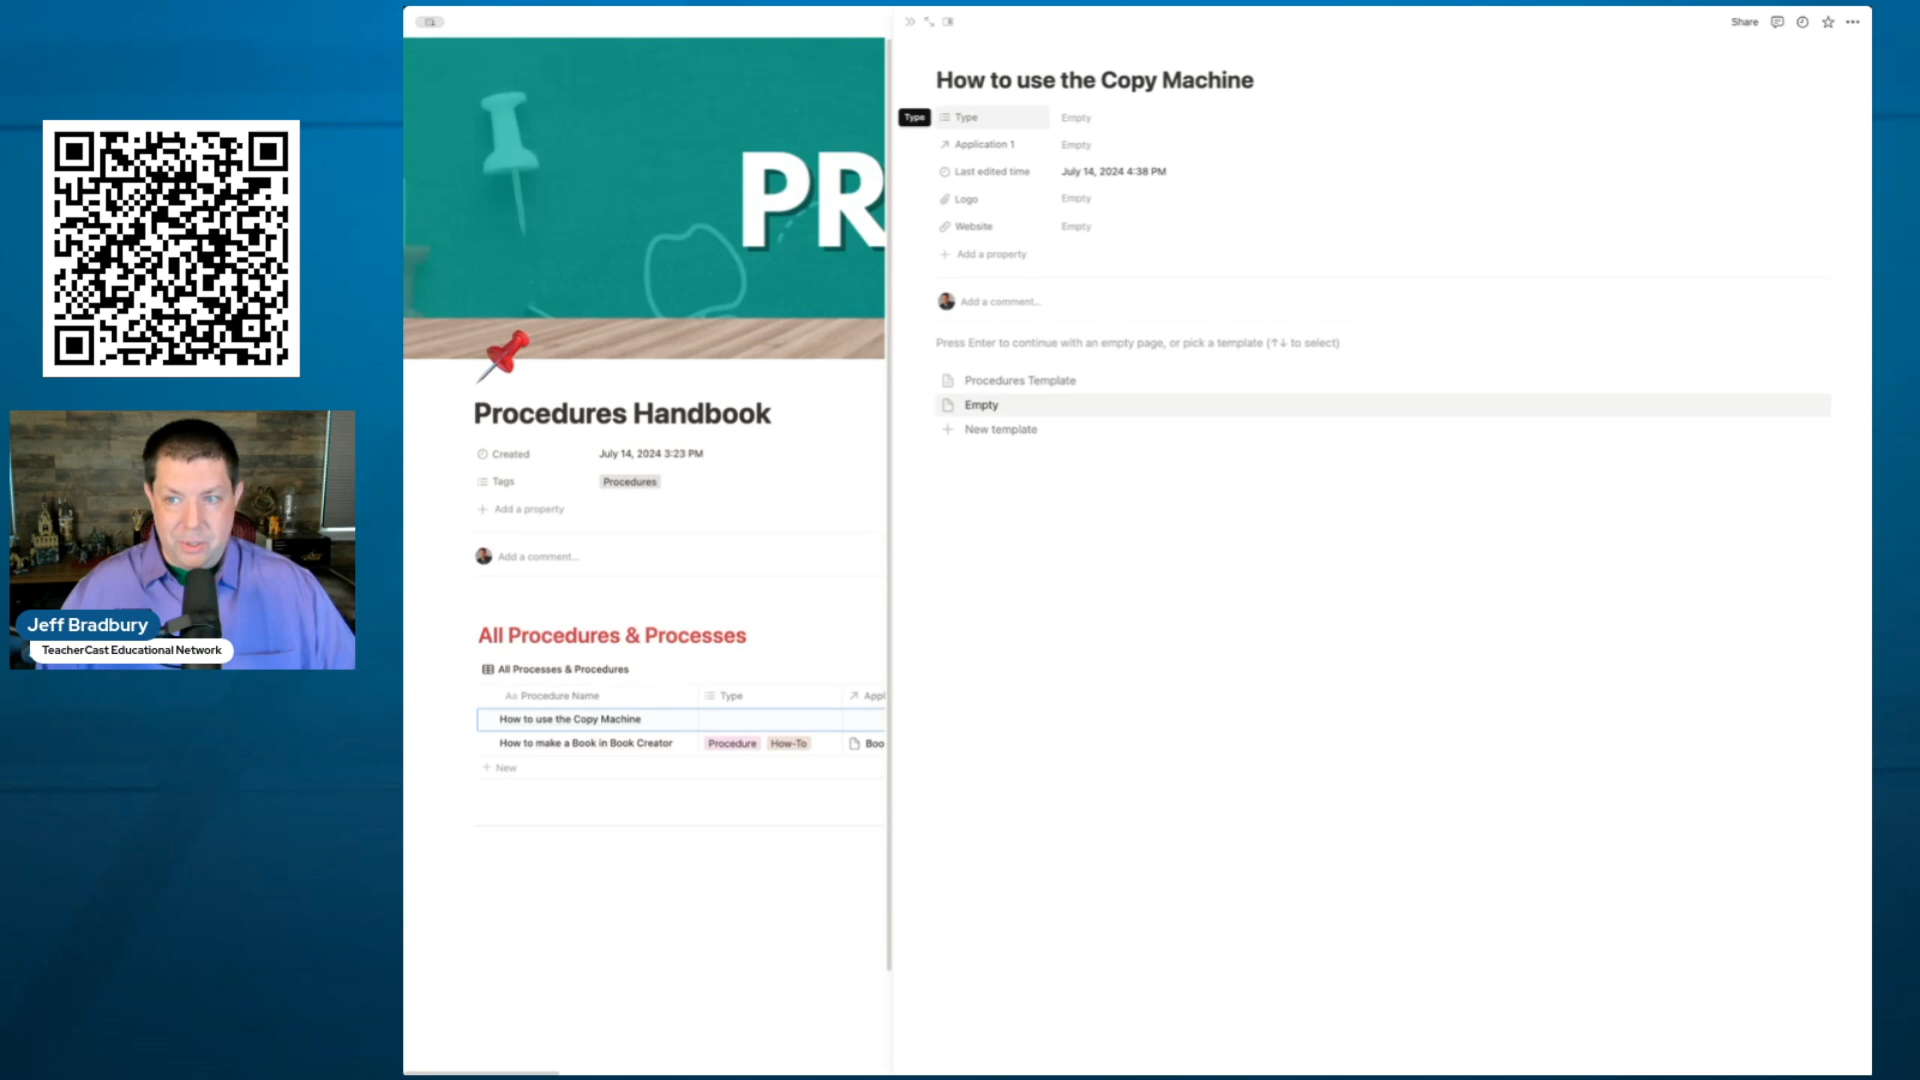 Jeff Bradbury
TeacherCast Educational Network
PR
Procedures Handbook
Created July 14, 2024 3:23 PM
Tags Procedures
Add a property
Add a comment...
All Procedures & Processes
All Processes & Procedures
Aa Procedure Name Type Appl
How to use the Copy Machine
How to make a Book in Book Creator Procedure How-To Boo
New
Share
How to use the Copy Machine
Type
Type Empty
Application 1 Empty
Last edited time July 14, 2024 4:38 PM
Logo Empty
Website Empty
Add a property
Add a comment...
Press Enter to continue with an empty page, or pick a template (↑↓ to select)
Procedures Template
Empty
New template